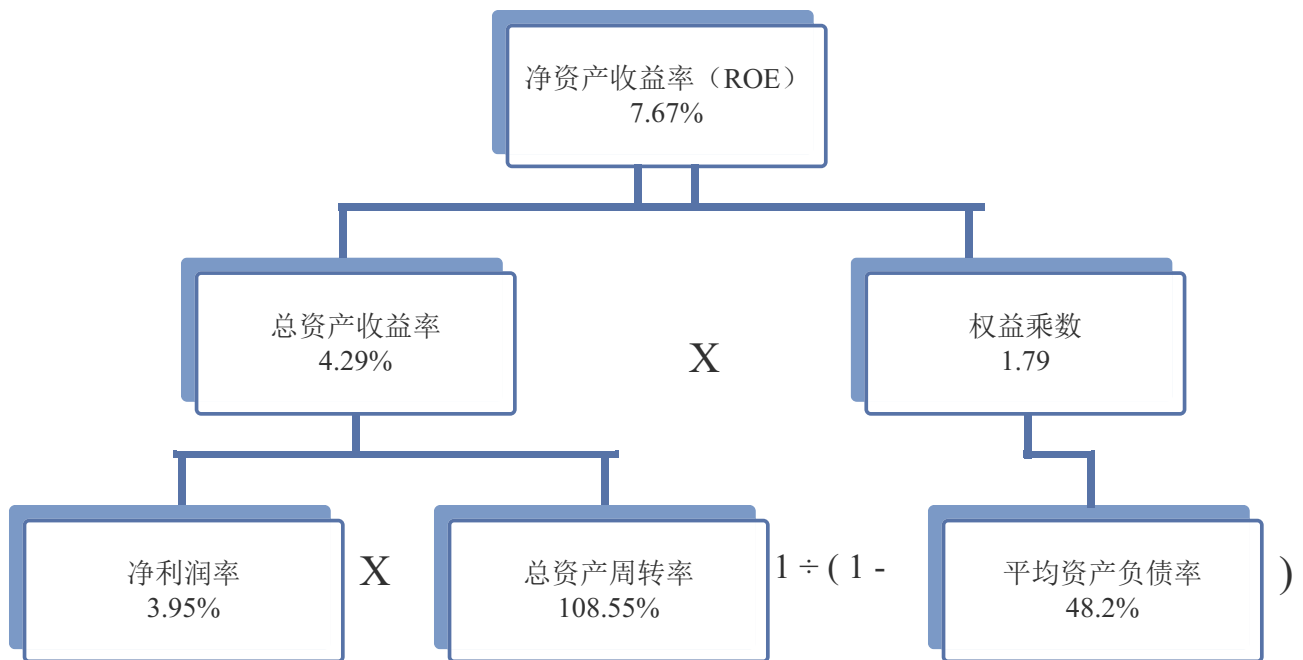 净资产收益率（ROE）
7.67%
总资产收益率
4.29%
X
权益乘数
1.79
净利润率
3.95%
X
总资产周转率
108.55%
1 ÷ ( 1 -
平均资产负债率
48.2%
)